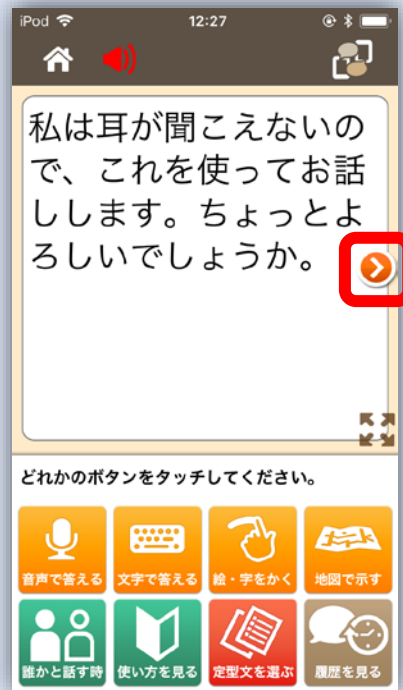 iPod 12:27
私は耳が聞こえないの
で、これを使ってお話
しします。ちょっとよ
ろしいでしょうか。
どれかのボタンをタッチしてください。
音声で答える 文字で答える 絵・字をかく 地図で示す
誰かと話す時 使い方を見る 定型文を選ぶ 履歴を見る